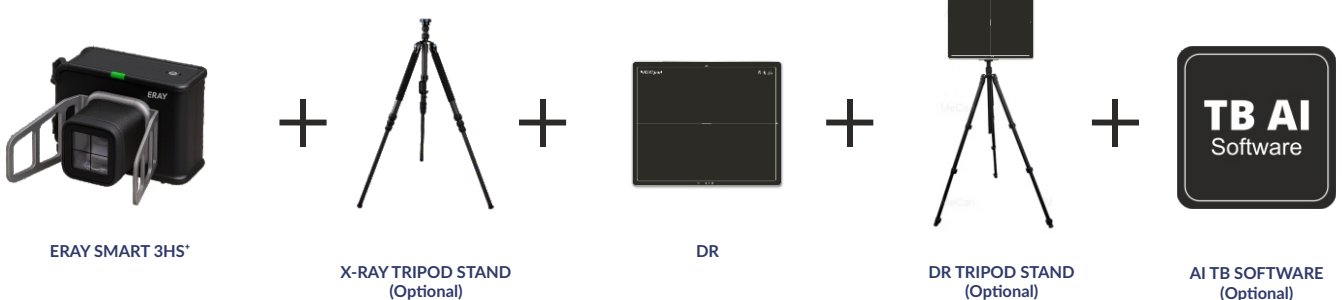 ERAY
TB AI
Software
ERAY SMART 3HS⁺
X-RAY TRIPOD STAND
(Optional)
DR
DR TRIPOD STAND
(Optional)
AI TB SOFTWARE
(Optional)